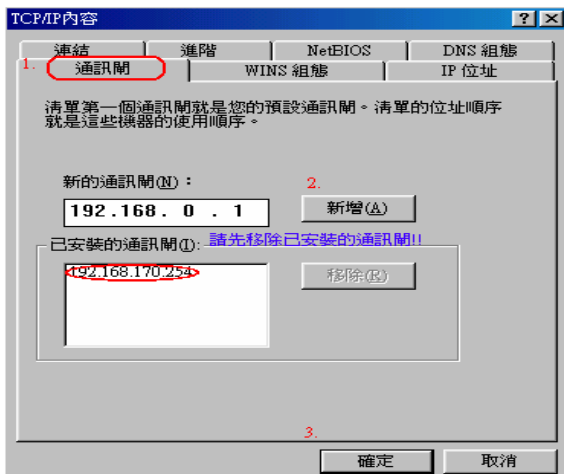 TCP/IP內容
連結 進階 NetBIOS DNS 組態
1. 通訊閘 WINS 組態 IP 位址
清單第一個通訊閘就是您的預設通訊閘。清單的位址順序
就是這些機器的使用順序。
新的通訊閘(N)： 2.
192.168. 0 . 1 新增(A)
已安裝的通訊閘(I): 請先移除已安裝的通訊閘!!
192.168.170.254 移除(R)
3.
確定 取消